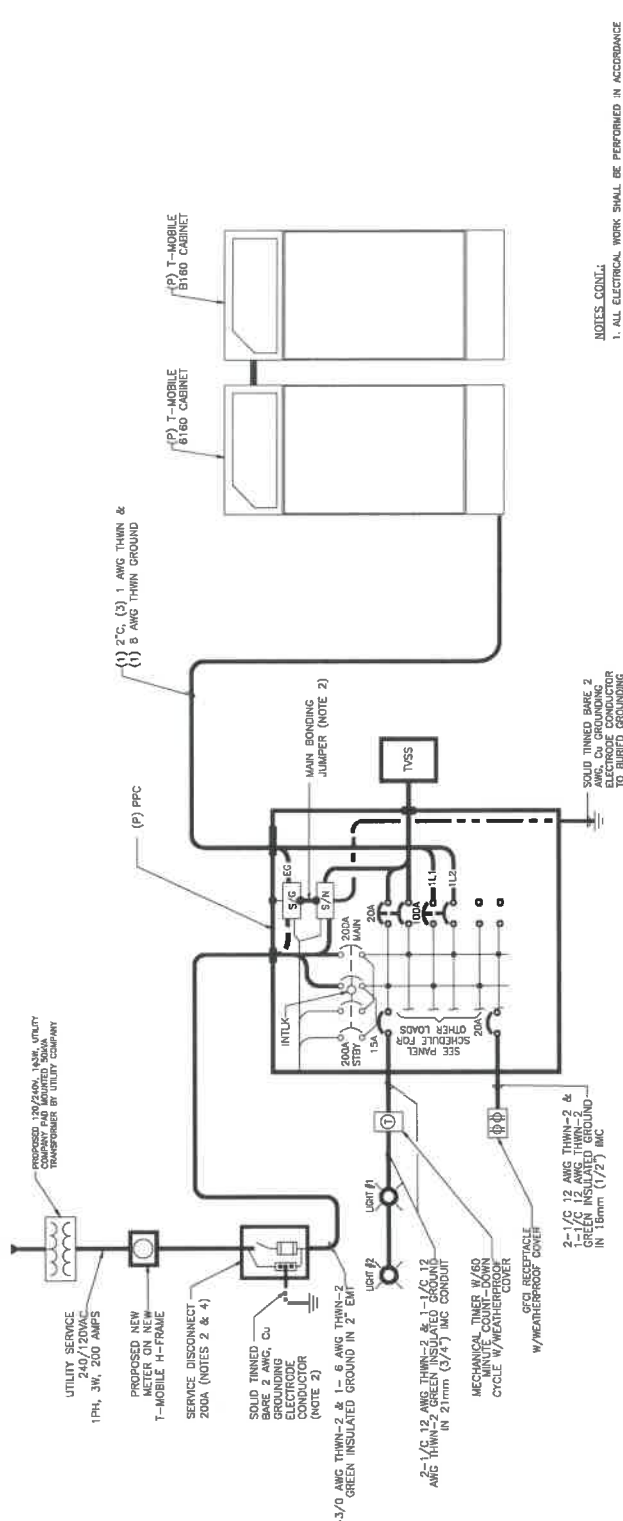 PROPOSED 120/240V, 1ϕ3W, UTILITY
COMPANY PAD MOUNTED 50kVA
TRANSFORMER BY UTILITY COMPANY
UTILITY SERVICE
240/120VAC
1PH, 3W, 200 AMPS
PROPOSED NEW
METER ON NEW
T-MOBILE H-FRAME
SERVICE DISCONNECT
200A (NOTES 2 & 4)
SOLID TINNED
BARE 2 AWG, Cu
GROUNDING
ELECTRODE
CONDUCTOR
(NOTE 2)
-3/0 AWG THWN-2 & 1- 6 AWG THWN-2
GREEN INSULATED GROUND IN 2" EMT
LIGHT #2
LIGHT #1
2-1/C 12 AWG THWN-2 & 1-1/C 12
AWG THWN-2 GREEN INSULATED GROUND
IN 21mm (3/4") IMC CONDUIT
T
MECHANICAL TIMER W/60
MINUTE COUNT-DOWN
CYCLE W/WEATHERPROOF
COVER
GFCI RECEPTACLE
W/WEATHERPROOF COVER
2-1/C 12 AWG THWN-2 &
1-1/C 12 AWG THWN-2
GREEN INSULATED GROUND
IN 16mm (1/2") IMC
(P) PPC
INTLK
200A
STBY
200A
MAIN
15A
SEE PANEL
SCHEDULE FOR
OTHER LOADS
20A
EG
S/G
S/N
20A
100A
1L1
1L2
MAIN BONDING
JUMPER (NOTE 2)
TVSS
SOLID TINNED BARE 2
AWG, Cu GROUNDING
ELECTRODE CONDUCTOR
TO BURIED GROUNDING
(1) 2"C, (3) 1 AWG THWN &
(1) 8 AWG THWN GROUND
(P) T-MOBILE
6160 CABINET
(P) T-MOBILE
B160 CABINET
NOTES CONT.:
1. ALL ELECTRICAL WORK SHALL BE PERFORMED IN ACCORDANCE